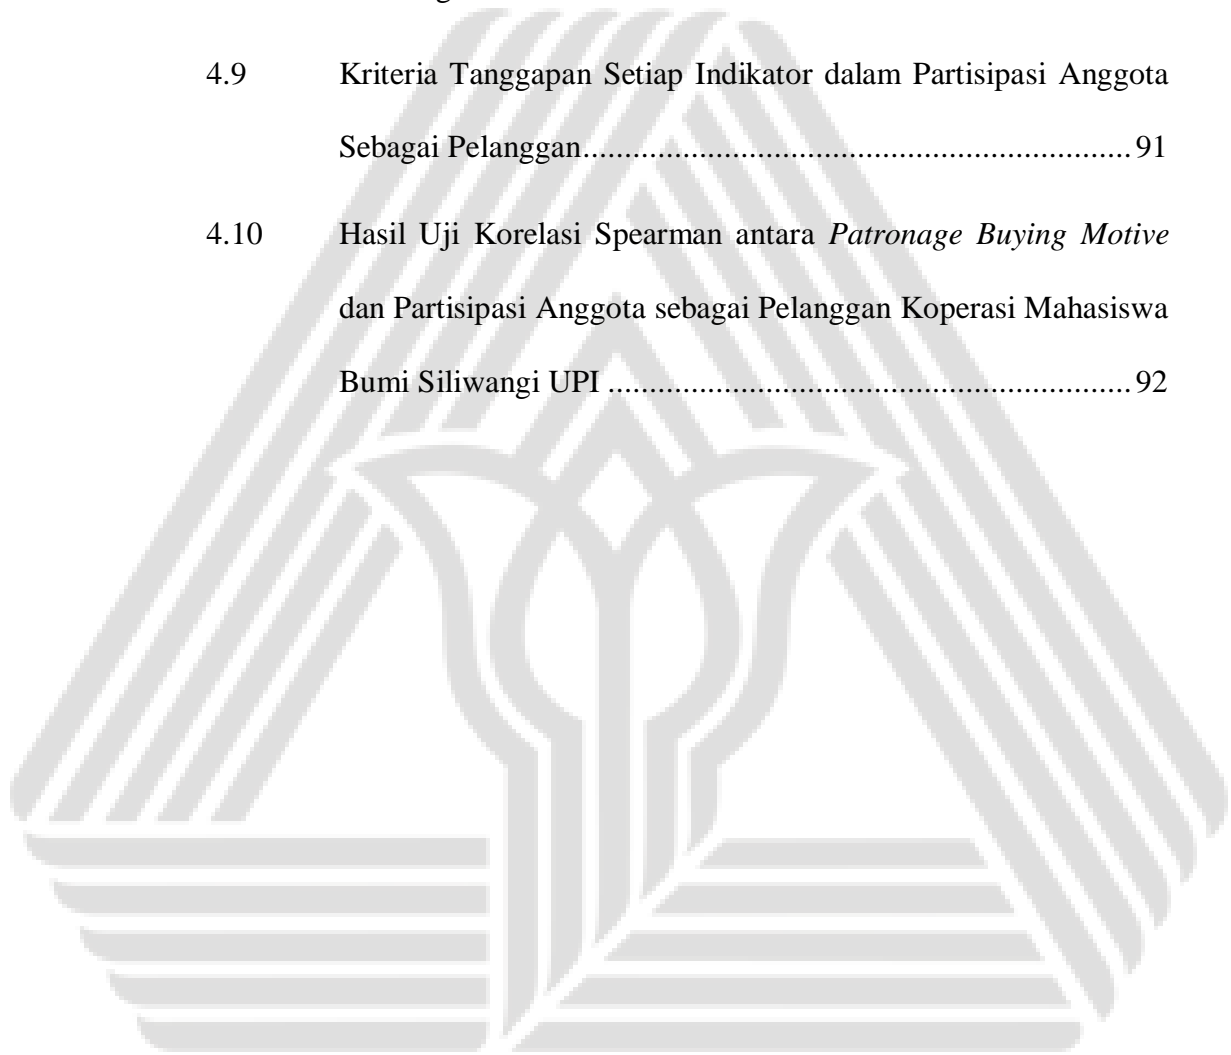 4.9 Kriteria Tanggapan Setiap Indikator dalam Partisipasi Anggota
Sebagai Pelanggan.................................................................... 91
4.10 Hasil Uji Korelasi Spearman antara Patronage Buying Motive
dan Partisipasi Anggota sebagai Pelanggan Koperasi Mahasiswa
Bumi Siliwangi UPI ................................................................ 92